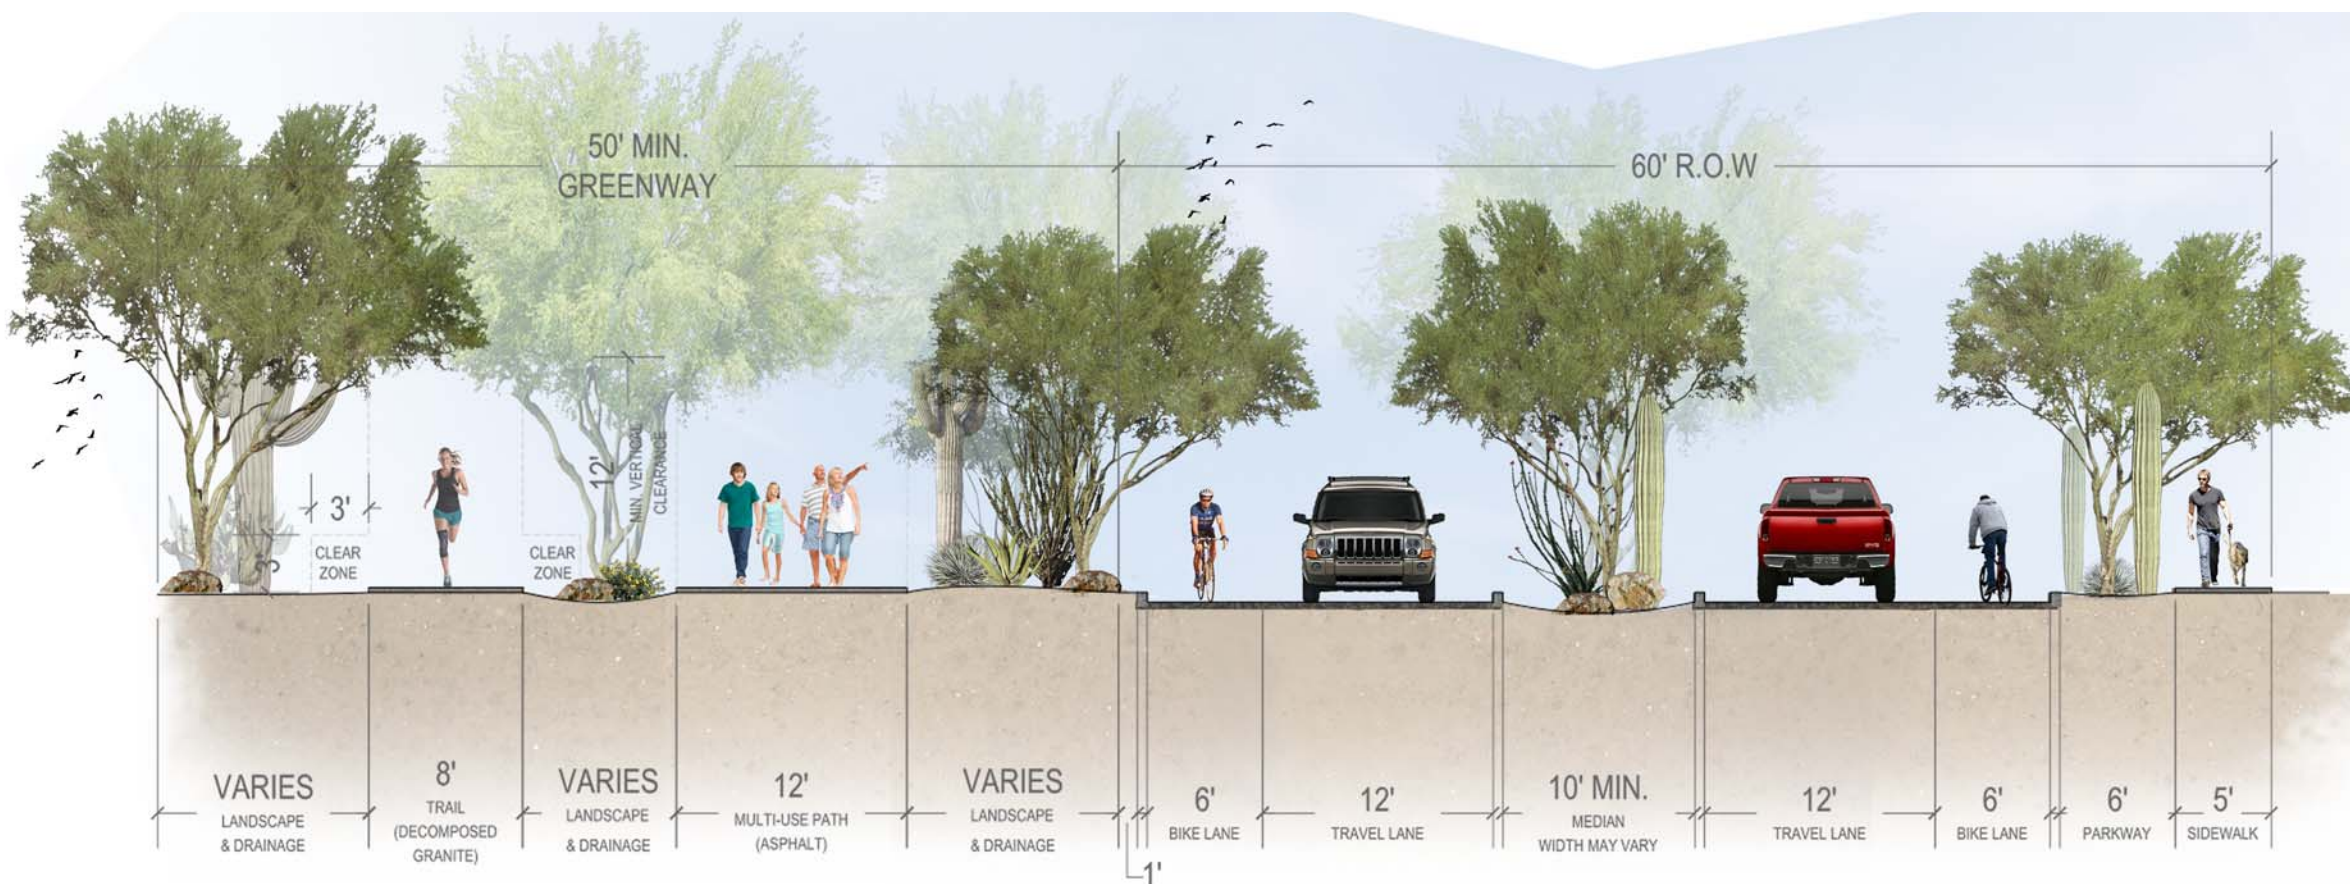 50' MIN.
GREENWAY
60' R.O.W
3'
3'
CLEAR
ZONE
CLEAR
ZONE
12'
MIN. VERTICAL
CLEARANCE
VARIES
LANDSCAPE
& DRAINAGE
8'
TRAIL
(DECOMPOSED
GRANITE)
VARIES
LANDSCAPE
& DRAINAGE
12'
MULTI-USE PATH
(ASPHALT)
VARIES
LANDSCAPE
& DRAINAGE
1'
6'
BIKE LANE
12'
TRAVEL LANE
10' MIN.
MEDIAN
WIDTH MAY VARY
12'
TRAVEL LANE
6'
BIKE LANE
6'
PARKWAY
5'
SIDEWALK